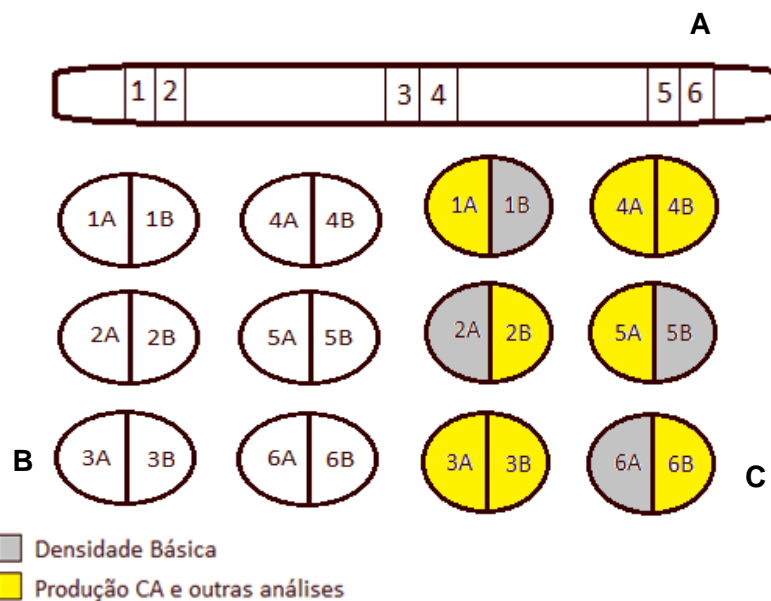 A
1 2 3 4 5 6
1A 1B 4A 4B 1A 1B 4A 4B
2A 2B 5A 5B 2A 2B 5A 5B
B 3A 3B 6A 6B 3A 3B 6A 6B C
Densidade Básica
Produção CA e outras análises